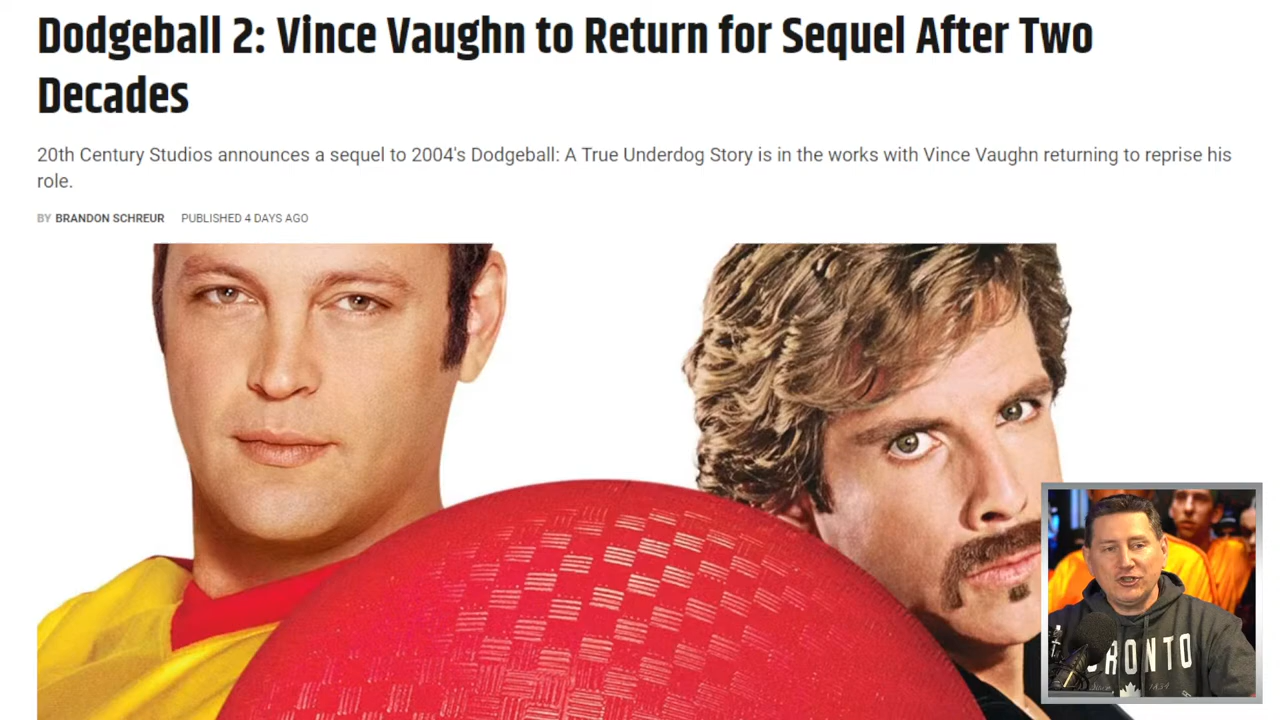 Dodgeball 2: Vince Vaughn to Return for Sequel After Two
Decades
20th Century Studios announces a sequel to 2004's Dodgeball: A True Underdog Story is in the works with Vince Vaughn returning to reprise his
role.
BY BRANDON SCHREUR PUBLISHED 4 DAYS AGO
RONTO